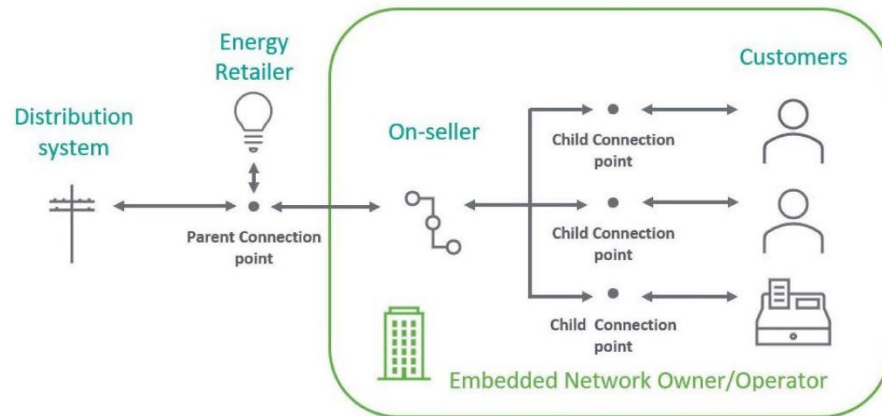 Energy
Retailer
Customers
Distribution
system
On-seller
Child Connection
point
Parent Connection
point
Child Connection
point
Child Connection
point
Embedded Network Owner/Operator